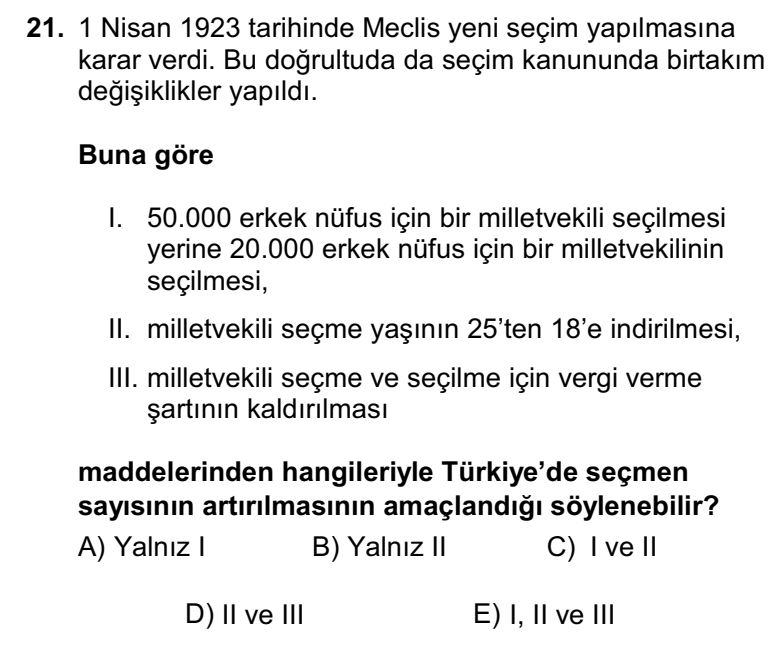 21. 1 Nisan 1923 tarihinde Meclis yeni seçim yapılmasına
karar verdi. Bu doğrultuda da seçim kanununda birtakım
değişiklikler yapıldı.
Buna göre
I. 50.000 erkek nüfus için bir milletvekili seçilmesi
yerine 20.000 erkek nüfus için bir milletvekilinin
seçilmesi,
II. milletvekili seçme yaşının 25’ten 18’e indirilmesi,
III. milletvekili seçme ve seçilme için vergi verme
şartının kaldırılması
maddelerinden hangileriyle Türkiye’de seçmen
sayısının artırılmasının amaçlandığı söylenebilir?
A) Yalnız I B) Yalnız II C) I ve II
D) II ve III E) I, II ve III